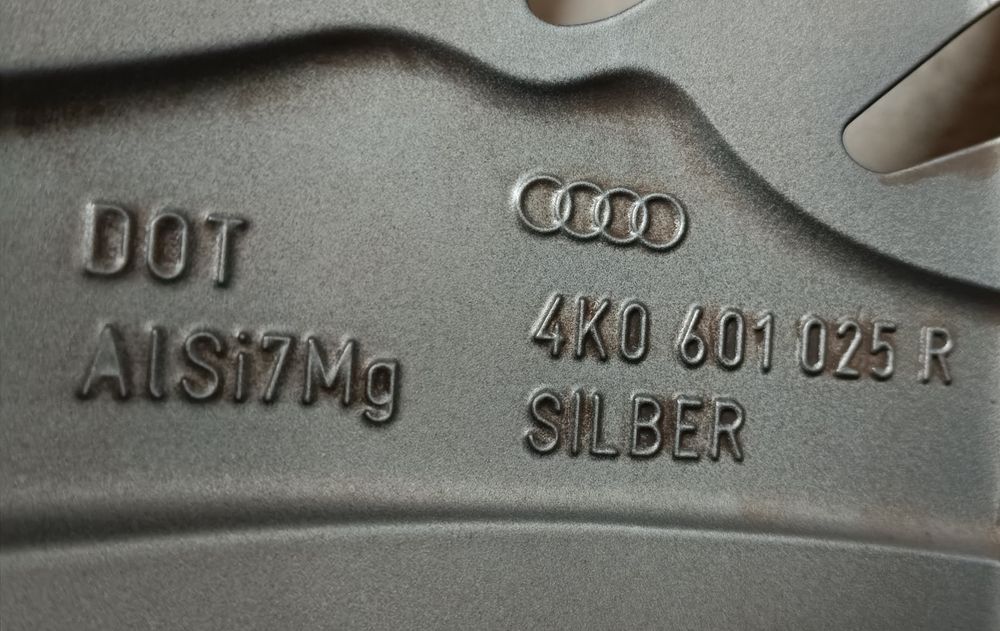 DOT
AlSi7Mg
4K0 601 025 R
SILBER